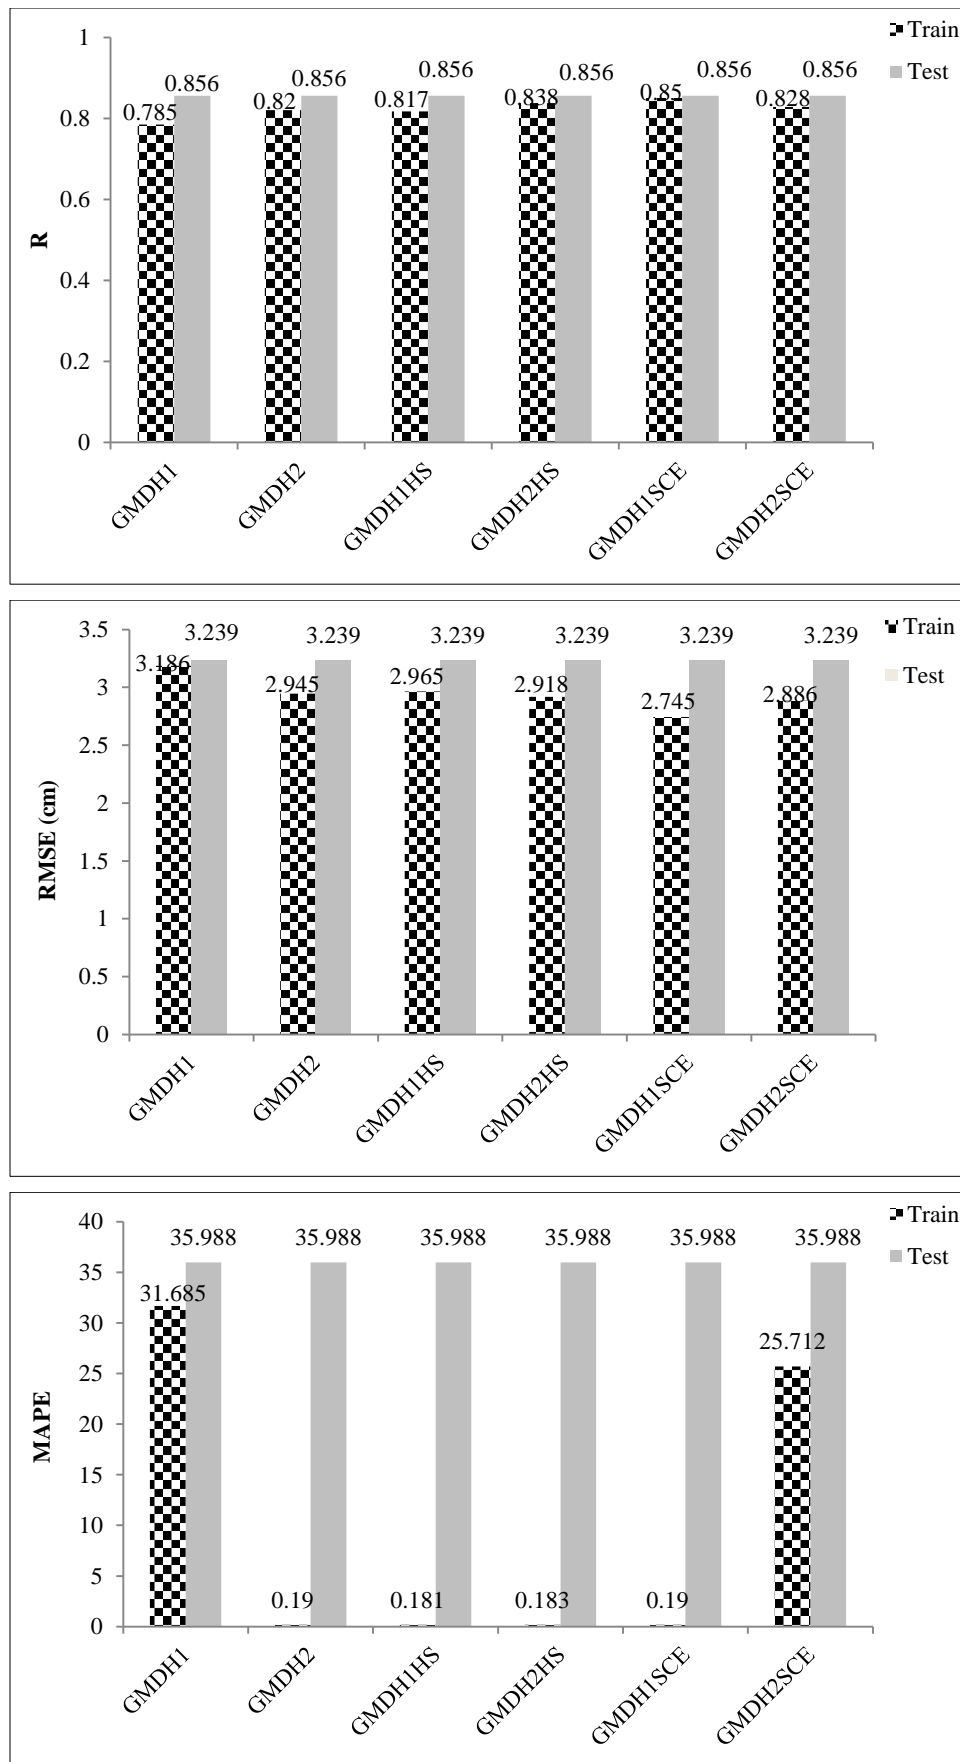 Train
Test
1
0.8
0.6
0.4
0.2
0
R
0.785
0.856
0.82
0.856
0.817
0.856
0.838
0.856
0.85
0.856
0.828
0.856
GMDH1
GMDH2
GMDH1HS
GMDH2HS
GMDH1SCE
GMDH2SCE
Train
Test
3.5
3
2.5
2
1.5
1
0.5
0
RMSE (cm)
3.186
3.239
2.945
3.239
2.965
3.239
2.918
3.239
2.745
3.239
2.886
3.239
GMDH1
GMDH2
GMDH1HS
GMDH2HS
GMDH1SCE
GMDH2SCE
Train
Test
40
35
30
25
20
15
10
5
0
MAPE
31.685
35.988
0.19
35.988
0.181
35.988
0.183
35.988
0.19
35.988
25.712
35.988
GMDH1
GMDH2
GMDH1HS
GMDH2HS
GMDH1SCE
GMDH2SCE